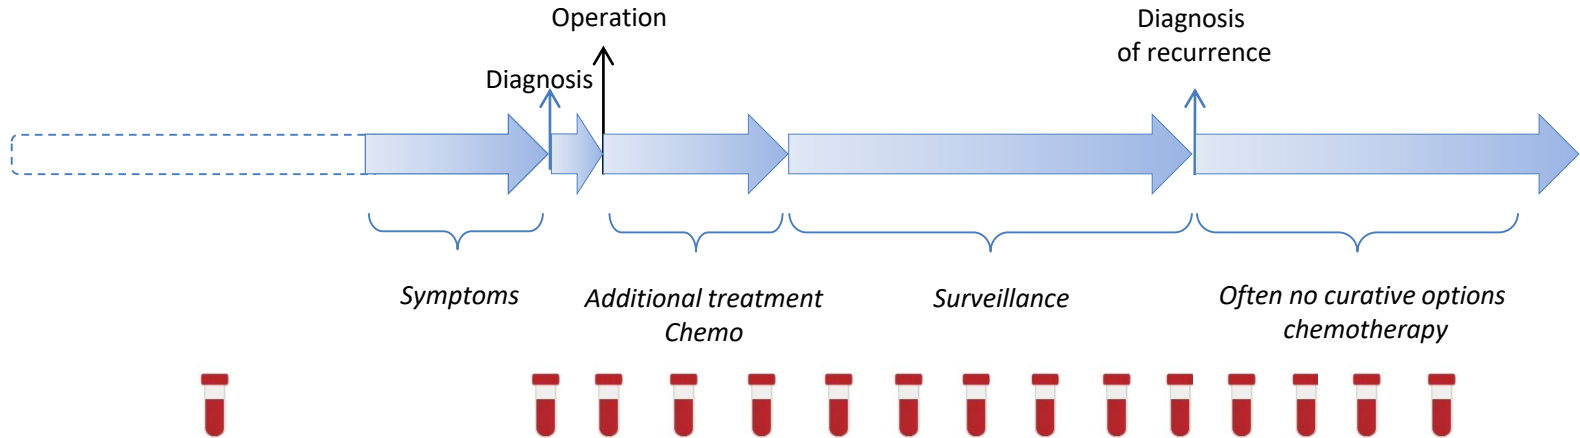 Operation
Diagnosis
Diagnosis
of recurrence
Symptoms
Additional treatment
Chemo
Surveillance
Often no curative options
chemotherapy